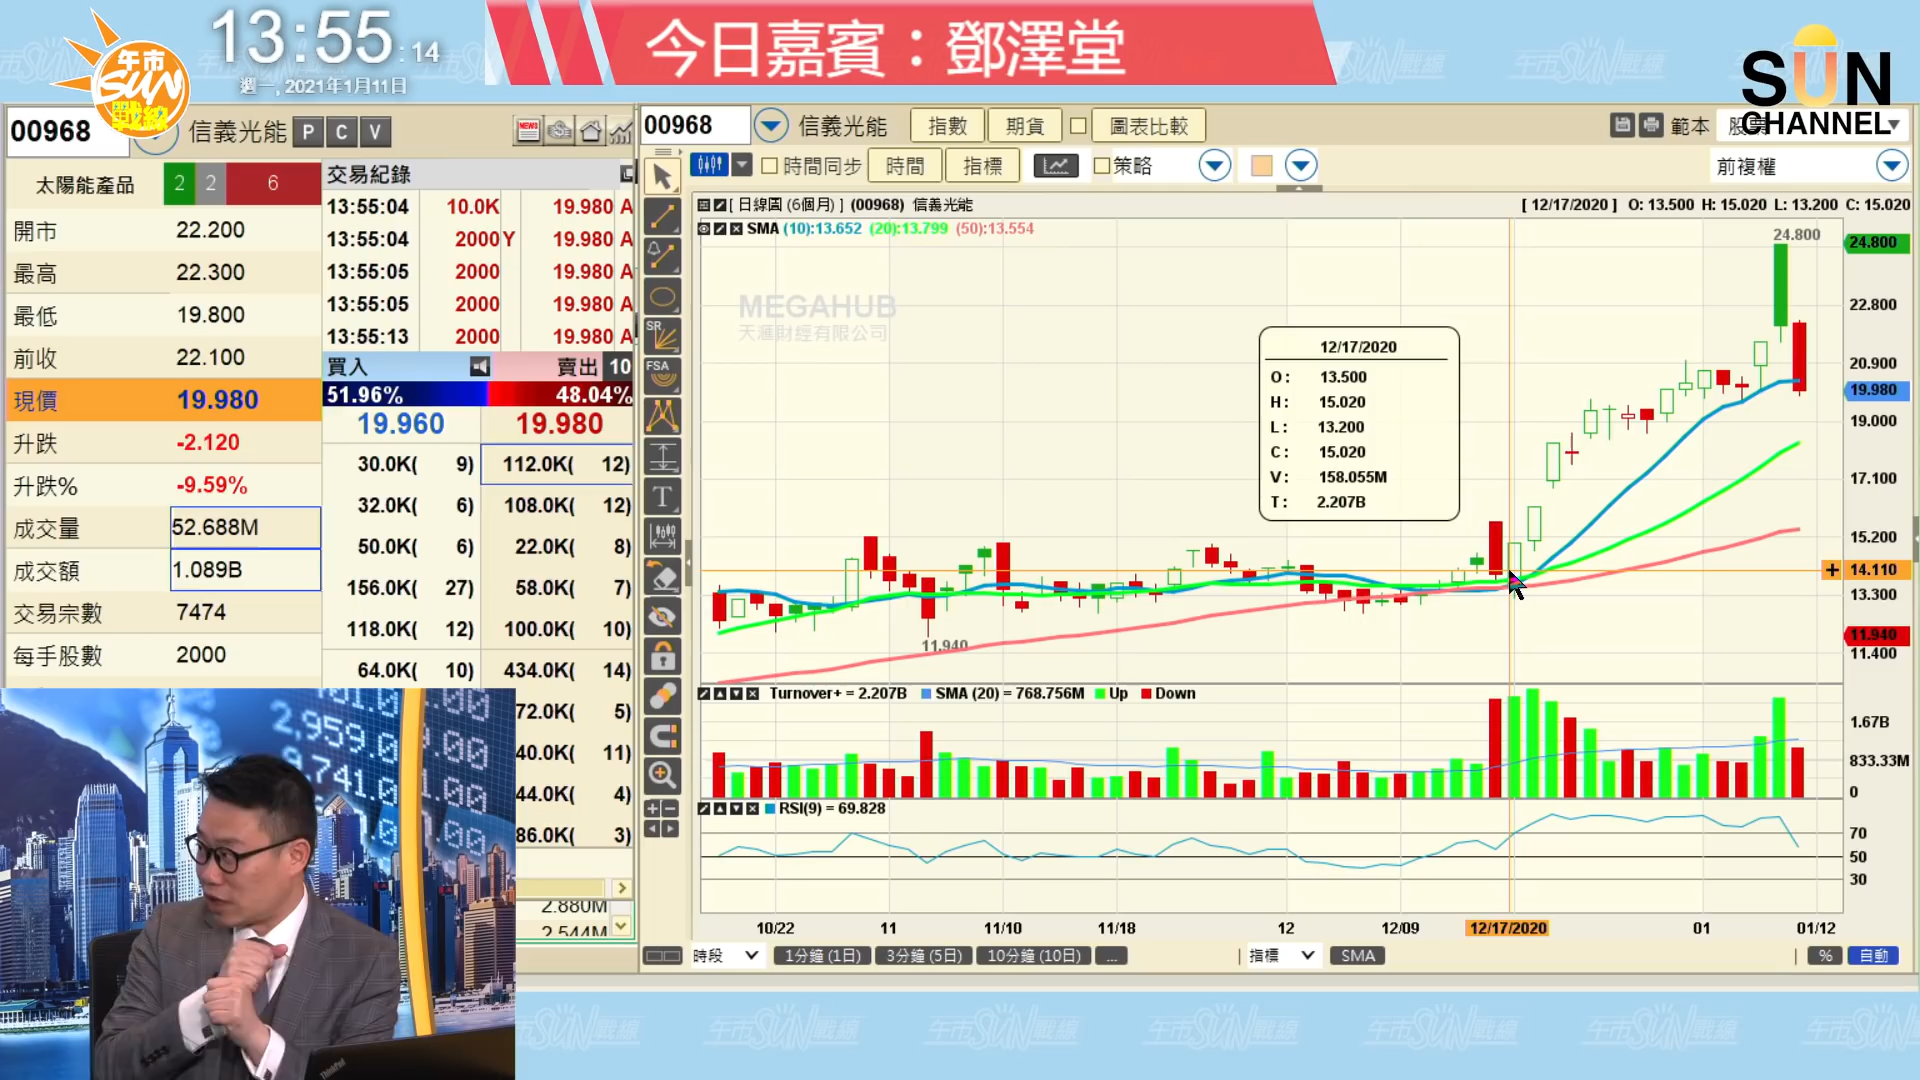 午市
SUN
戰線
13:55:14
週一, 2021年1月11日
今日嘉賓：鄧澤堂
SUN
CHANNEL
00968
信義光能
P C V
NEWS
太陽能產品
2 2 6
開市 22.200
最高 22.300
最低 19.800
前收 22.100
現價 19.980
升跌 -2.120
升跌% -9.59%
成交量 52.688M
成交額 1.089B
交易宗數 7474
每手股數 2000
交易紀錄
13:55:04 10.0K 19.980 A
13:55:04 2000 Y 19.980 A
13:55:05 2000 19.980 A
13:55:05 2000 19.980 A
13:55:13 2000 19.980 A
買入 賣出 10
51.96% 48.04%
19.960 19.980
30.0K( 9) 112.0K( 12)
32.0K( 6) 108.0K( 12)
50.0K( 6) 22.0K( 8)
156.0K( 27) 58.0K( 7)
118.0K( 12) 100.0K( 10)
64.0K( 10) 434.0K( 14)
72.0K( 5)
40.0K( 11)
44.0K( 4)
86.0K( 3)
2.880M
2.544M
00968 信義光能 指數 期貨 圖表比較 範本
時間同步 時間 指標 策略 前複權
SR
FSA
T
[ 日線圖 (6個月) ] (00968) 信義光能
[ 12/17/2020 ] O: 13.500 H: 15.020 L: 13.200 C: 15.020
SMA (10):13.652 (20):13.799 (50):13.554
MEGAHUB
天滙財經有限公司
24.800
11.940
12/17/2020
O: 13.500
H: 15.020
L: 13.200
C: 15.020
V: 158.055M
T: 2.207B
24.800
22.800
20.900
19.980
19.000
17.100
15.200
14.110
13.300
11.940
11.400
Turnover+ = 2.207B SMA (20) = 768.756M Up Down
1.67B
833.33M
0
RSI(9) = 69.828
70
50
30
10/22 11 11/10 11/18 12 12/09 12/17/2020 01 01/12
時段 1分鐘 (1日) 3分鐘 (5日) 10分鐘 (10日) ... 指標 SMA % 自動
ThinkPad